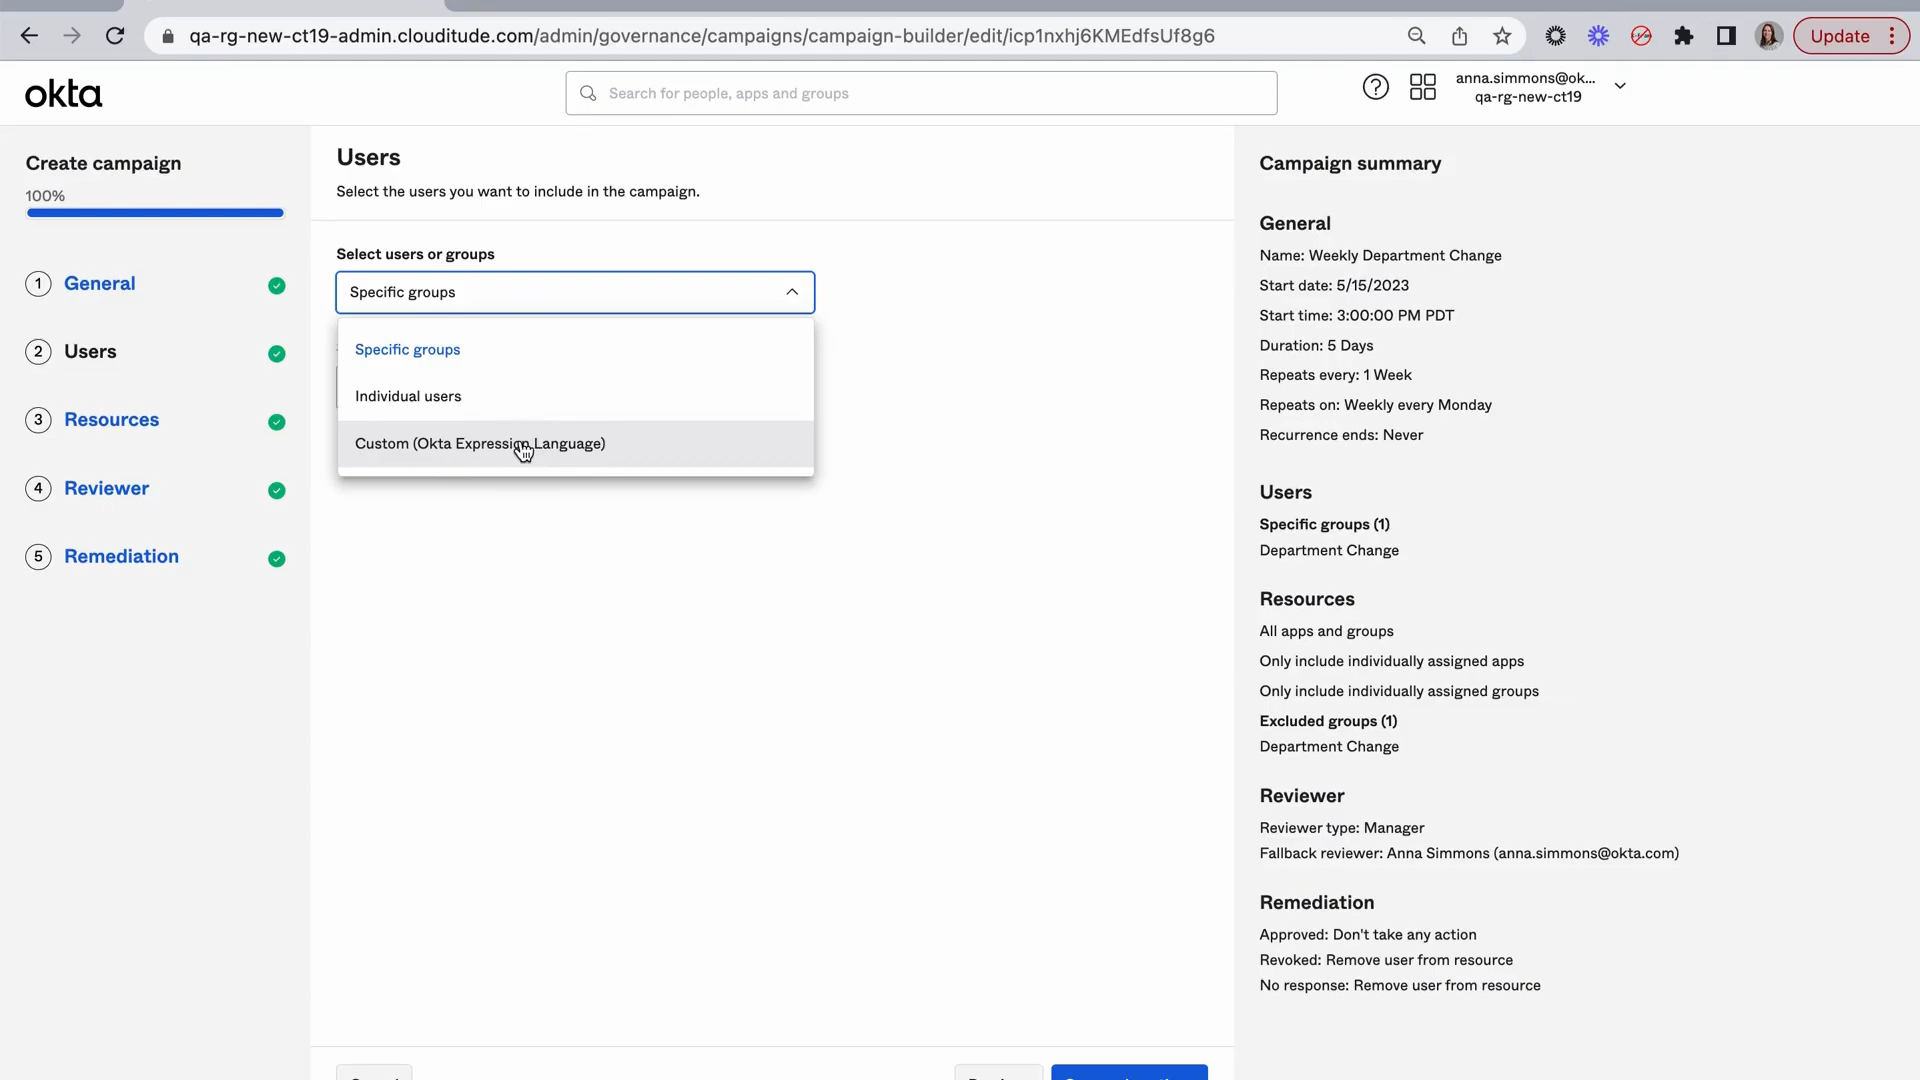 qa-rg-new-ct19-admin.clouditude.com/admin/governance/campaigns/campaign-builder/edit/icp1nxhj6KMEdfsUf8g6
Update
okta
Search for people, apps and groups
anna.simmons@ok...
qa-rg-new-ct19
Create campaign
100%
1 General
2 Users
3 Resources
4 Reviewer
5 Remediation
Users
Select the users you want to include in the campaign.
Select users or groups
Specific groups
Specific groups
Individual users
Custom (Okta Expression Language)
Campaign summary
General
Name: Weekly Department Change
Start date: 5/15/2023
Start time: 3:00:00 PM PDT
Duration: 5 Days
Repeats every: 1 Week
Repeats on: Weekly every Monday
Recurrence ends: Never
Users
Specific groups (1)
Department Change
Resources
All apps and groups
Only include individually assigned apps
Only include individually assigned groups
Excluded groups (1)
Department Change
Reviewer
Reviewer type: Manager
Fallback reviewer: Anna Simmons (anna.simmons@okta.com)
Remediation
Approved: Don't take any action
Revoked: Remove user from resource
No response: Remove user from resource